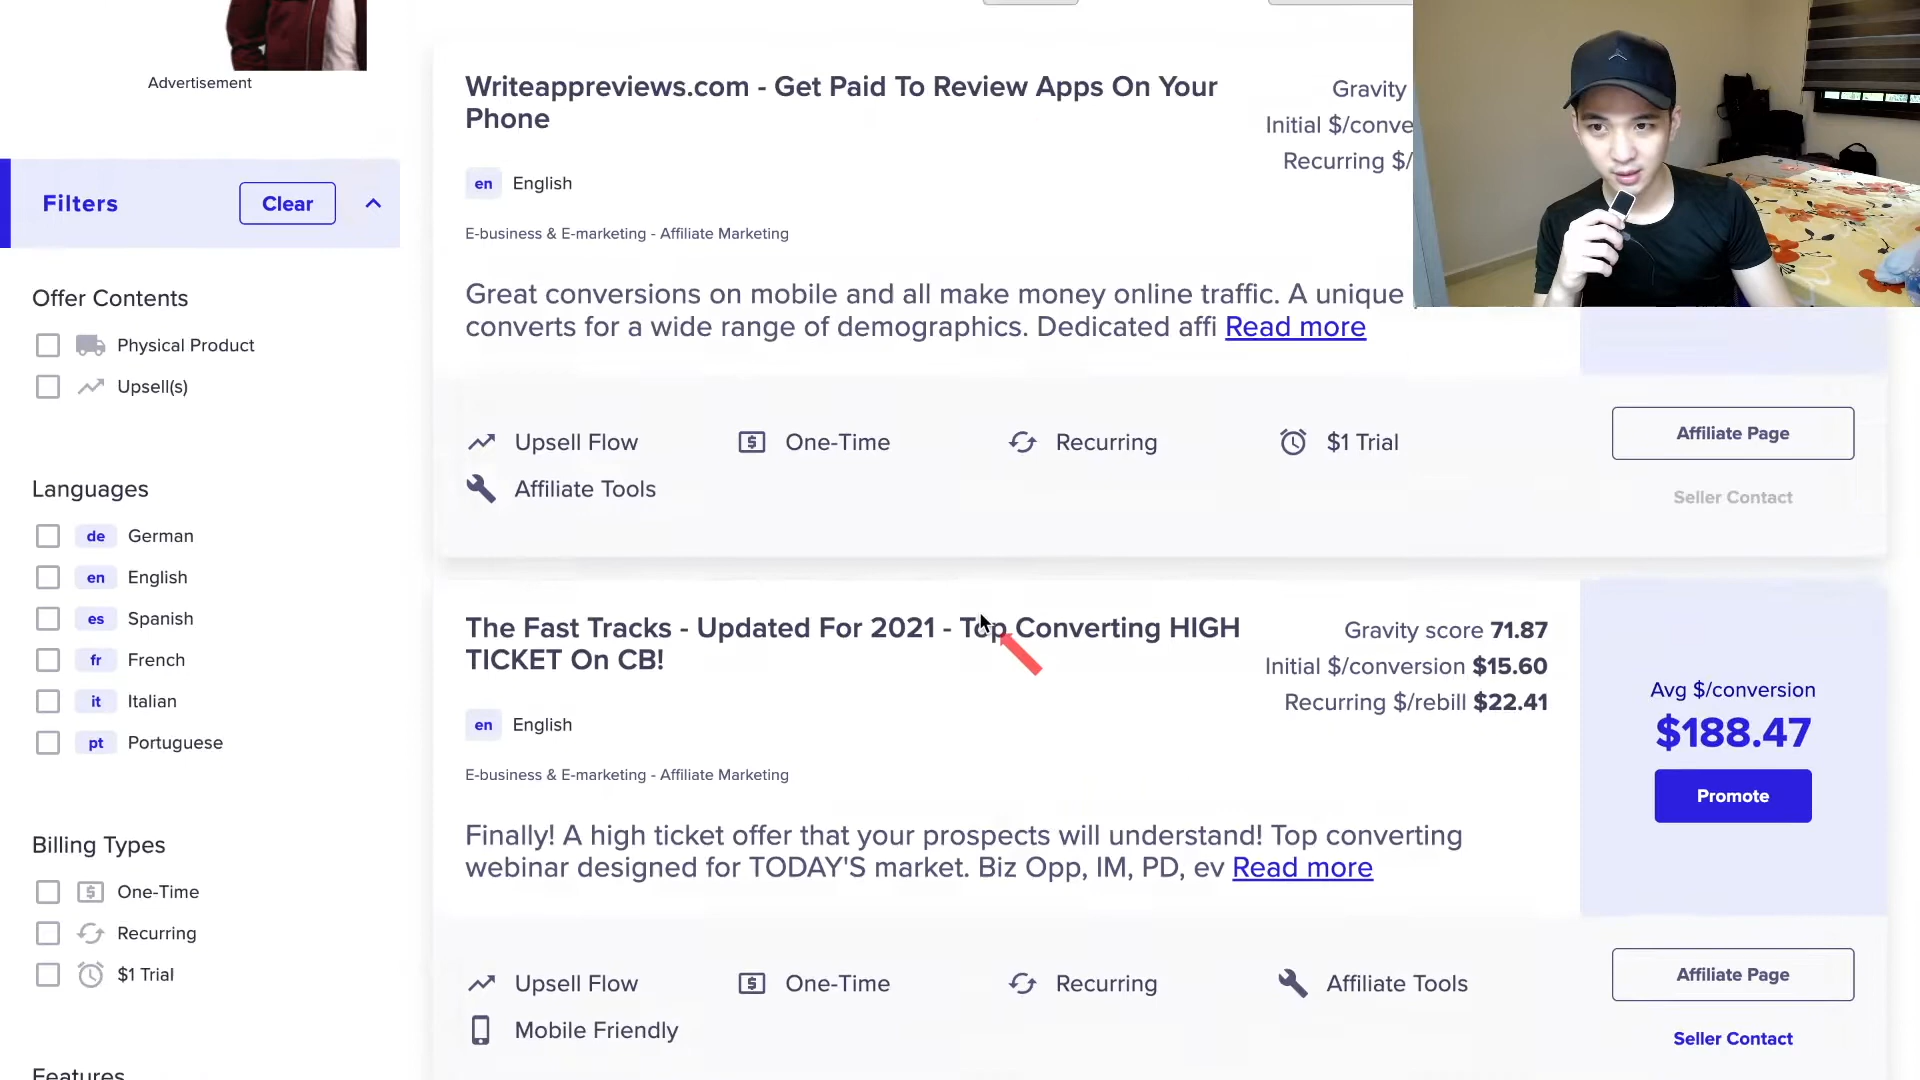 Advertisement
Filters
Clear
Offer Contents
Physical Product
Upsell(s)
Languages
de German
en English
es Spanish
fr French
it Italian
pt Portuguese
Billing Types
One-Time
Recurring
$1 Trial
Features
Writeappreviews.com - Get Paid To Review Apps On Your
Phone
Gravity
Initial $/conve
Recurring $/
en English
E-business & E-marketing - Affiliate Marketing
Great conversions on mobile and all make money online traffic. A unique
converts for a wide range of demographics. Dedicated affi Read more
Upsell Flow
One-Time
Recurring
$1 Trial
Affiliate Tools
Affiliate Page
Seller Contact
The Fast Tracks - Updated For 2021 - Top Converting HIGH
TICKET On CB!
Gravity score 71.87
Initial $/conversion $15.60
Recurring $/rebill $22.41
en English
E-business & E-marketing - Affiliate Marketing
Finally! A high ticket offer that your prospects will understand! Top converting
webinar designed for TODAY'S market. Biz Opp, IM, PD, ev Read more
Avg $/conversion
$188.47
Promote
Upsell Flow
One-Time
Recurring
Affiliate Tools
Mobile Friendly
Affiliate Page
Seller Contact